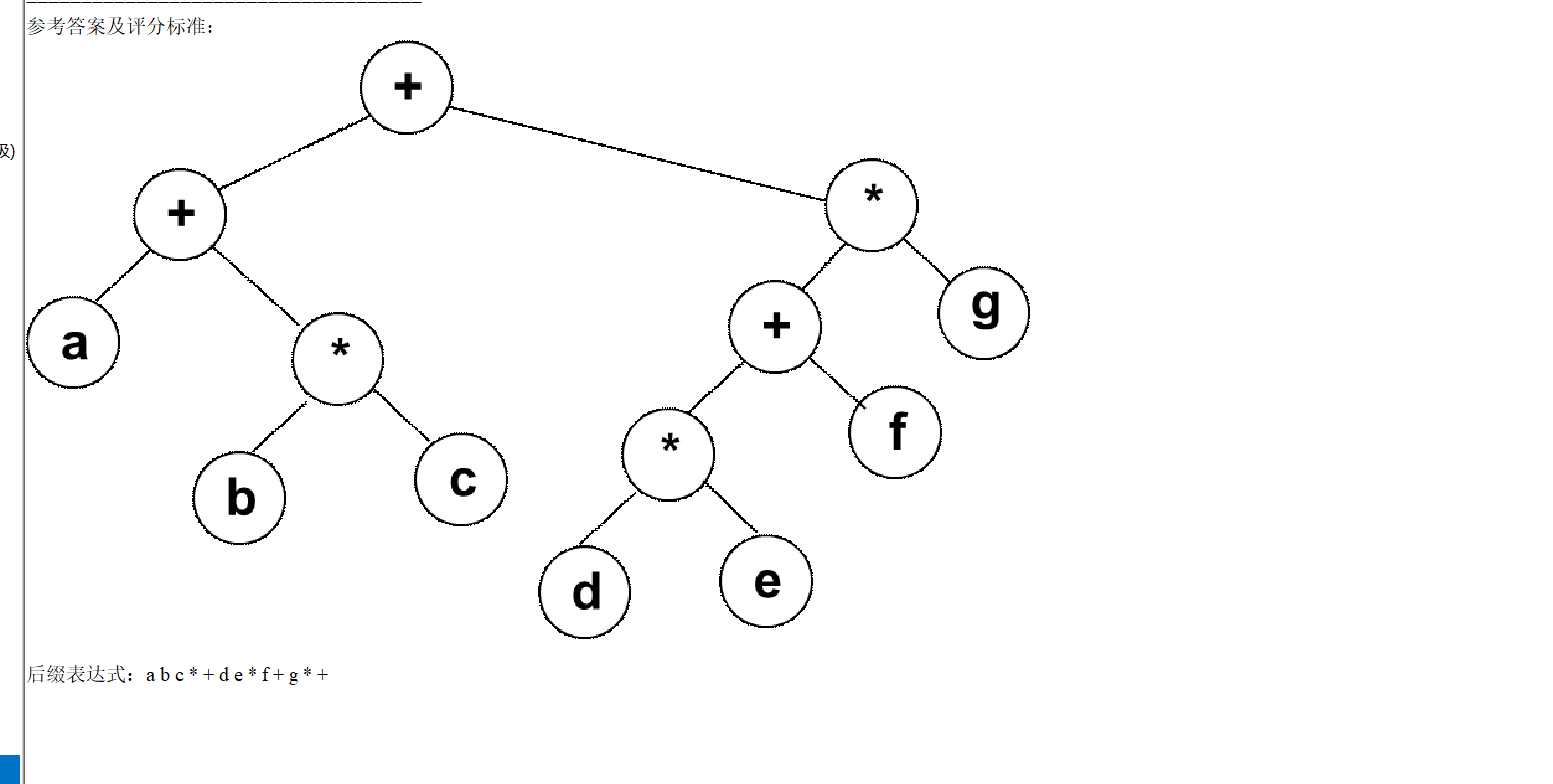 参考答案及评分标准：
+
+
*
a
*
+
g
b
c
*
f
d
e
级)
后缀表达式：a b c * + d e * f + g * +